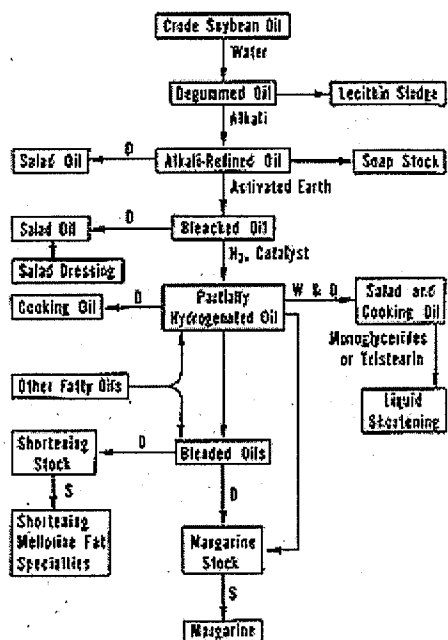 Crude Soybean Oil
Water
Degummed Oil
Lecithin Sludge
Alkali
Salad Oil
D
Alkali-Refined Oil
Soap Stock
Activated Earth
Salad Oil
D
Bleached Oil
H₂, Catalyst
Salad Dressing
Cooking Oil
D
Partially
Hydrogenated Oil
W & D
Salad and
Cooking Oil
Monoglycerides
or Tristearin
Liquid
Shortening
Other Fatty Oils
Shortening
Stock
D
Blended Oils
S
D
Shortening
Mellorine Fat
Specialties
Margarine
Stock
S
Margarine